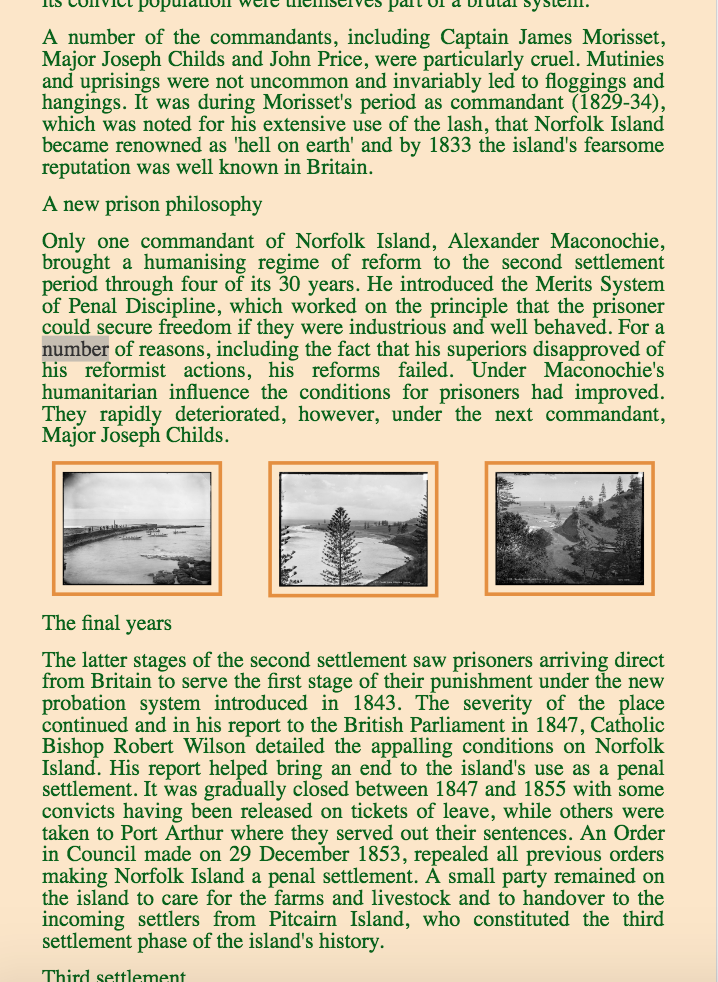 its convict population were themselves part of a brutal system.
A number of the commandants, including Captain James Morisset,
Major Joseph Childs and John Price, were particularly cruel. Mutinies
and uprisings were not uncommon and invariably led to floggings and
hangings. It was during Morisset's period as commandant (1829-34),
which was noted for his extensive use of the lash, that Norfolk Island
became renowned as 'hell on earth' and by 1833 the island's fearsome
reputation was well known in Britain.
A new prison philosophy
Only one commandant of Norfolk Island, Alexander Maconochie,
brought a humanising regime of reform to the second settlement
period through four of its 30 years. He introduced the Merits System
of Penal Discipline, which worked on the principle that the prisoner
could secure freedom if they were industrious and well behaved. For a
number of reasons, including the fact that his superiors disapproved of
his reformist actions, his reforms failed. Under Maconochie's
humanitarian influence the conditions for prisoners had improved.
They rapidly deteriorated, however, under the next commandant,
Major Joseph Childs.
The final years
The latter stages of the second settlement saw prisoners arriving direct
from Britain to serve the first stage of their punishment under the new
probation system introduced in 1843. The severity of the place
continued and in his report to the British Parliament in 1847, Catholic
Bishop Robert Wilson detailed the appalling conditions on Norfolk
Island. His report helped bring an end to the island's use as a penal
settlement. It was gradually closed between 1847 and 1855 with some
convicts having been released on tickets of leave, while others were
taken to Port Arthur where they served out their sentences. An Order
in Council made on 29 December 1853, repealed all previous orders
making Norfolk Island a penal settlement. A small party remained on
the island to care for the farms and livestock and to handover to the
incoming settlers from Pitcairn Island, who constituted the third
settlement phase of the island's history.
Third settlement